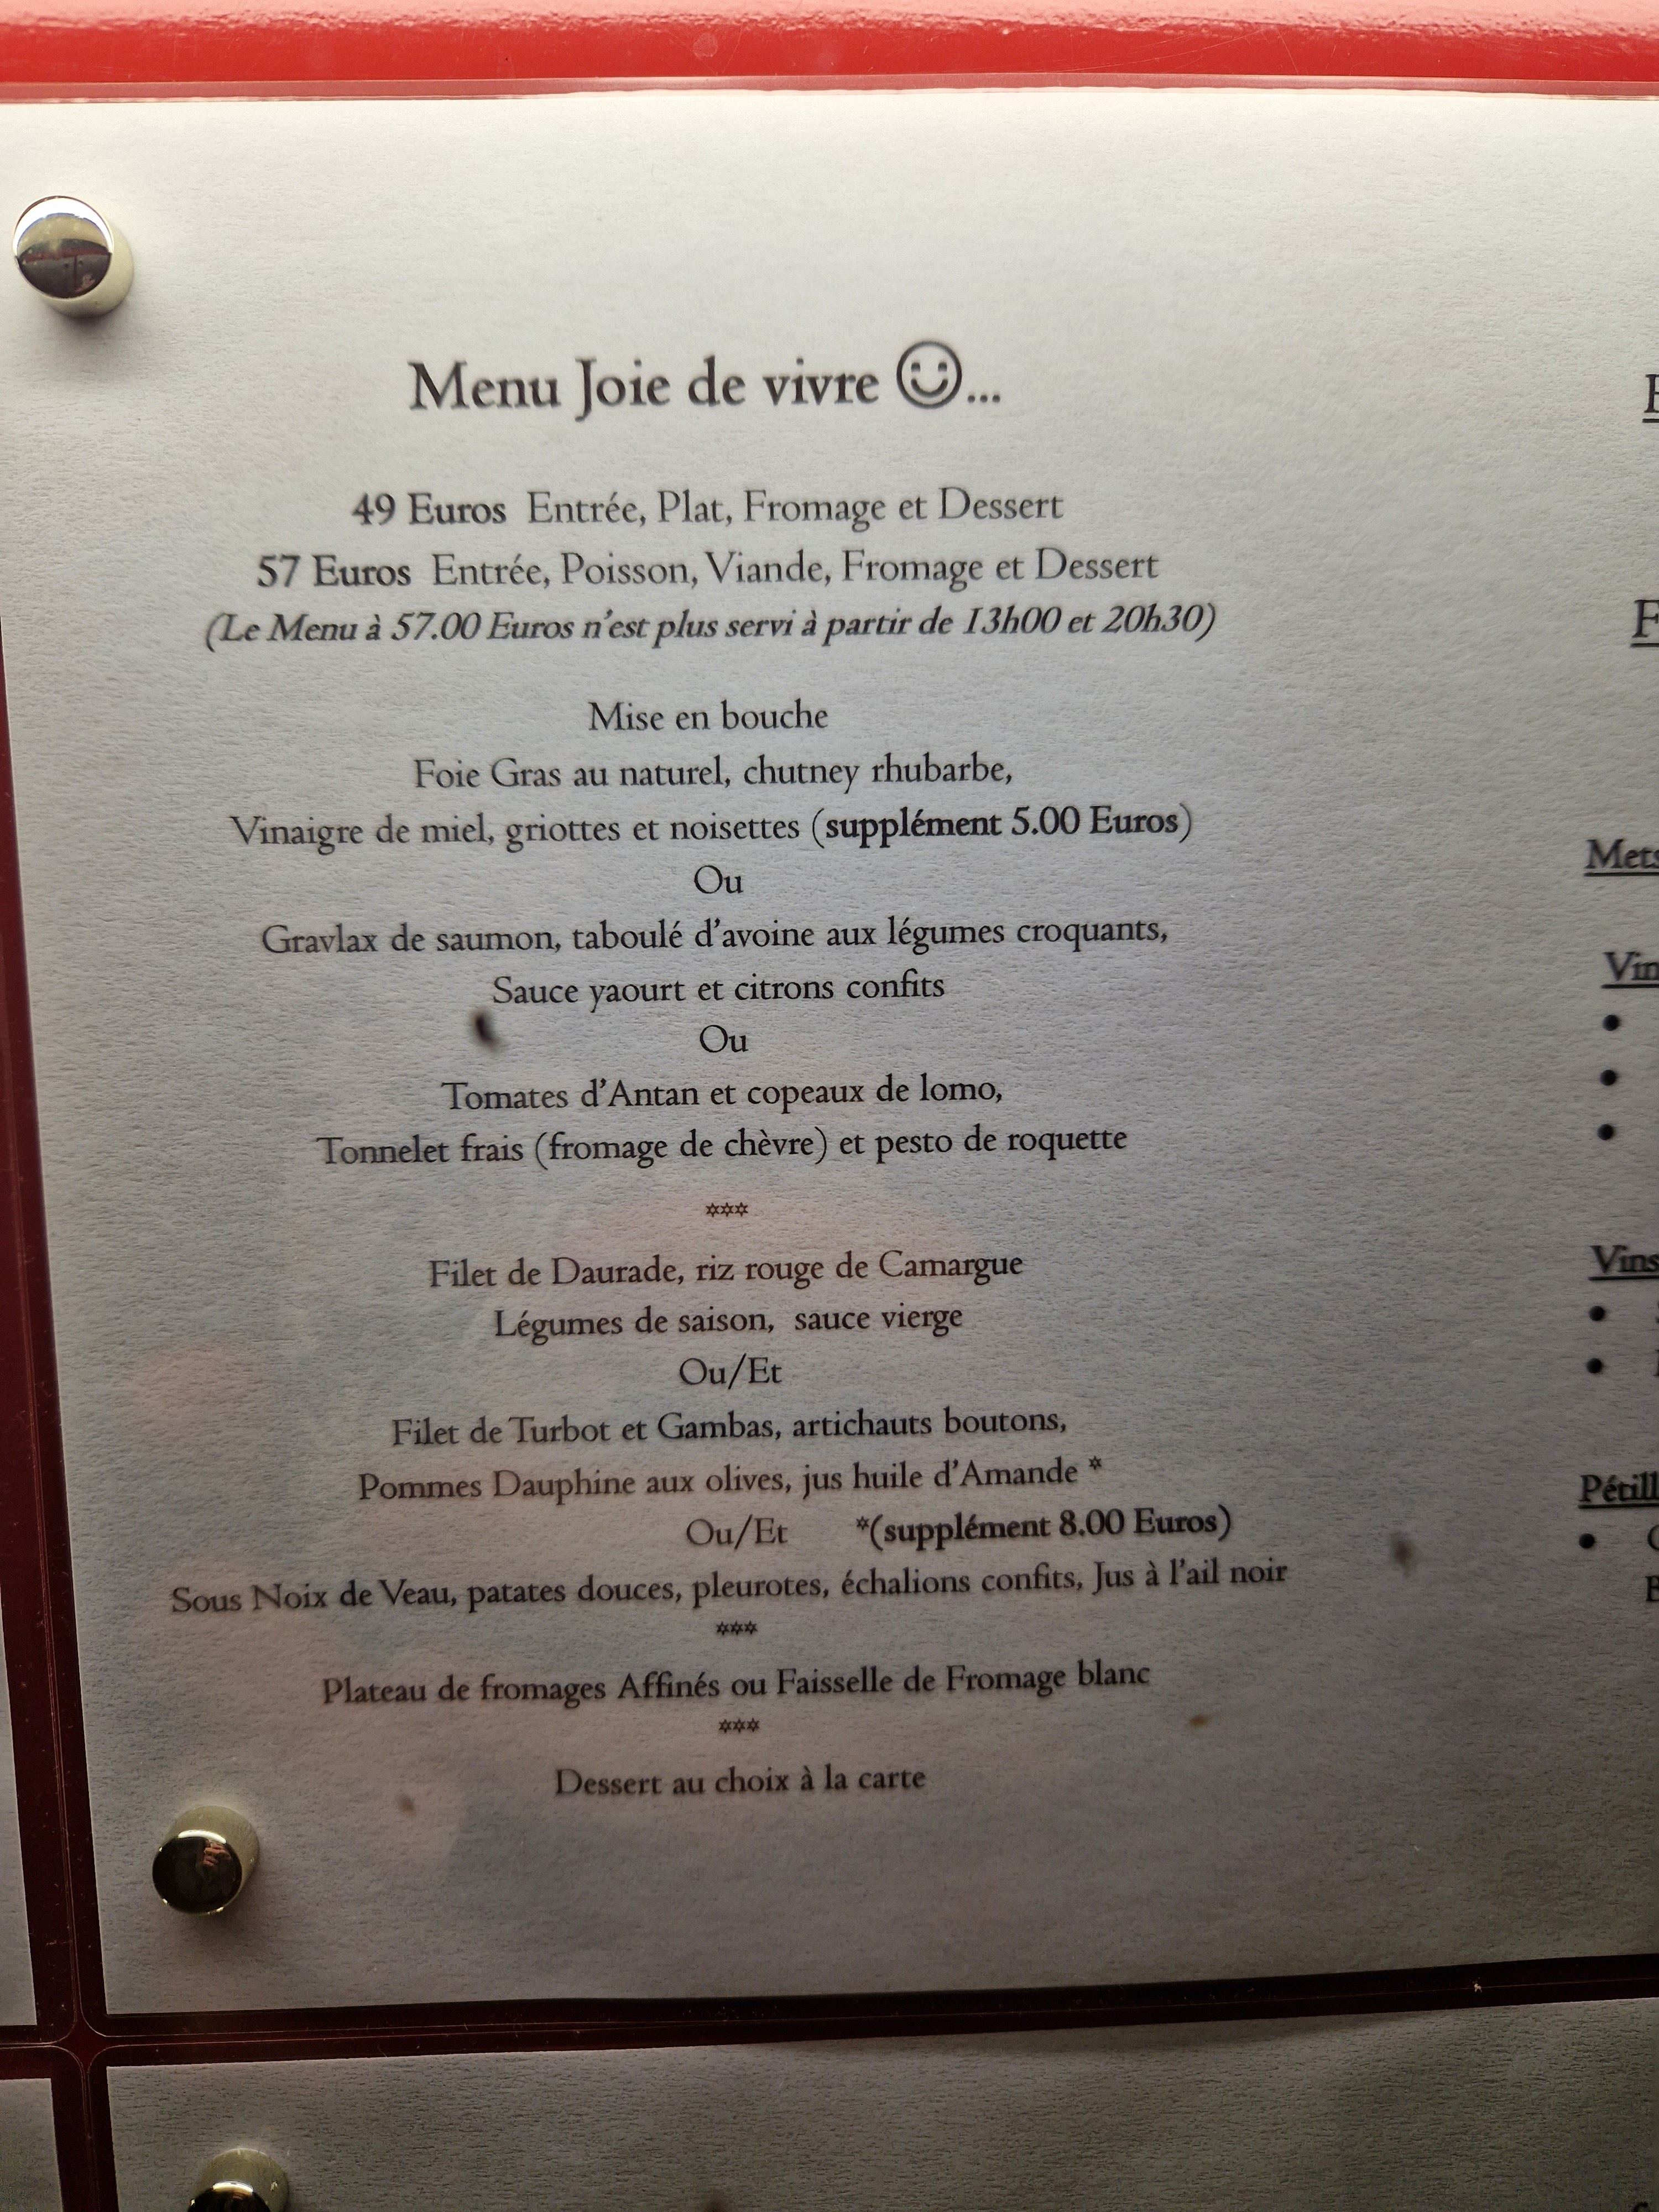 Menu Joie de vivre ☺...
49 Euros Entrée, Plat, Fromage et Dessert
57 Euros Entrée, Poisson, Viande, Fromage et Dessert
(Le Menu à 57.00 Euros n'est plus servi à partir de 13h00 et 20h30)
Mise en bouche
Foie Gras au naturel, chutney rhubarbe,
Vinaigre de miel, griottes et noisettes (supplément 5.00 Euros)
Ou
Gravlax de saumon, taboulé d'avoine aux légumes croquants,
Sauce yaourt et citrons confits
Ou
Tomates d'Antan et copeaux de lomo,
Tonnelet frais (fromage de chèvre) et pesto de roquette
***
Filet de Daurade, riz rouge de Camargue
Légumes de saison, sauce vierge
Ou/Et
Filet de Turbot et Gambas, artichauts boutons,
Pommes Dauphine aux olives, jus huile d'Amande *
Ou/Et *(supplément 8.00 Euros)
Sous Noix de Veau, patates douces, pleurotes, échalions confits, Jus à l'ail noir
***
Plateau de fromages Affinés ou Faisselle de Fromage blanc
***
Dessert au choix à la carte
Mets
Vin
Vins